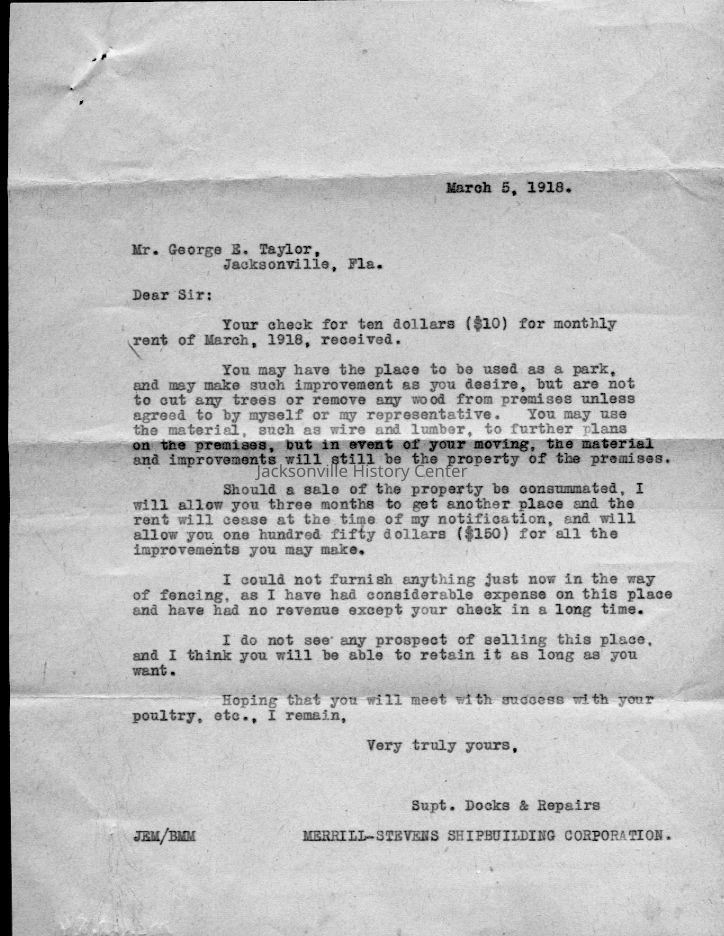 March 5, 1918.
Mr. George E. Taylor,
Jacksonville, Fla.
Dear Sir:
Your check for ten dollars ($10) for monthly
rent of March, 1918, received.
You may have the place to be used as a park,
and may make such improvement as you desire, but are not
to cut any trees or remove any wood from premises unless
agreed to by myself or my representative. You may use
the material, such as wire and lumber, to further plans
on the premises, but in event of your moving, the material
and improvements will still be the property of the premises.
Jacksonville History Center
Should a sale of the property be consummated, I
will allow you three months to get another place and the
rent will cease at the time of my notification, and will
allow you one hundred fifty dollars ($150) for all the
improvements you may make.
I could not furnish anything just now in the way
of fencing, as I have had considerable expense on this place
and have had no revenue except your check in a long time.
I do not see any prospect of selling this place,
and I think you will be able to retain it as long as you
want.
Hoping that you will meet with success with your
poultry, etc., I remain,
Very truly yours,
Supt. Docks & Repairs
JEM/BMM MERRILL-STEVENS SHIPBUILDING CORPORATION.